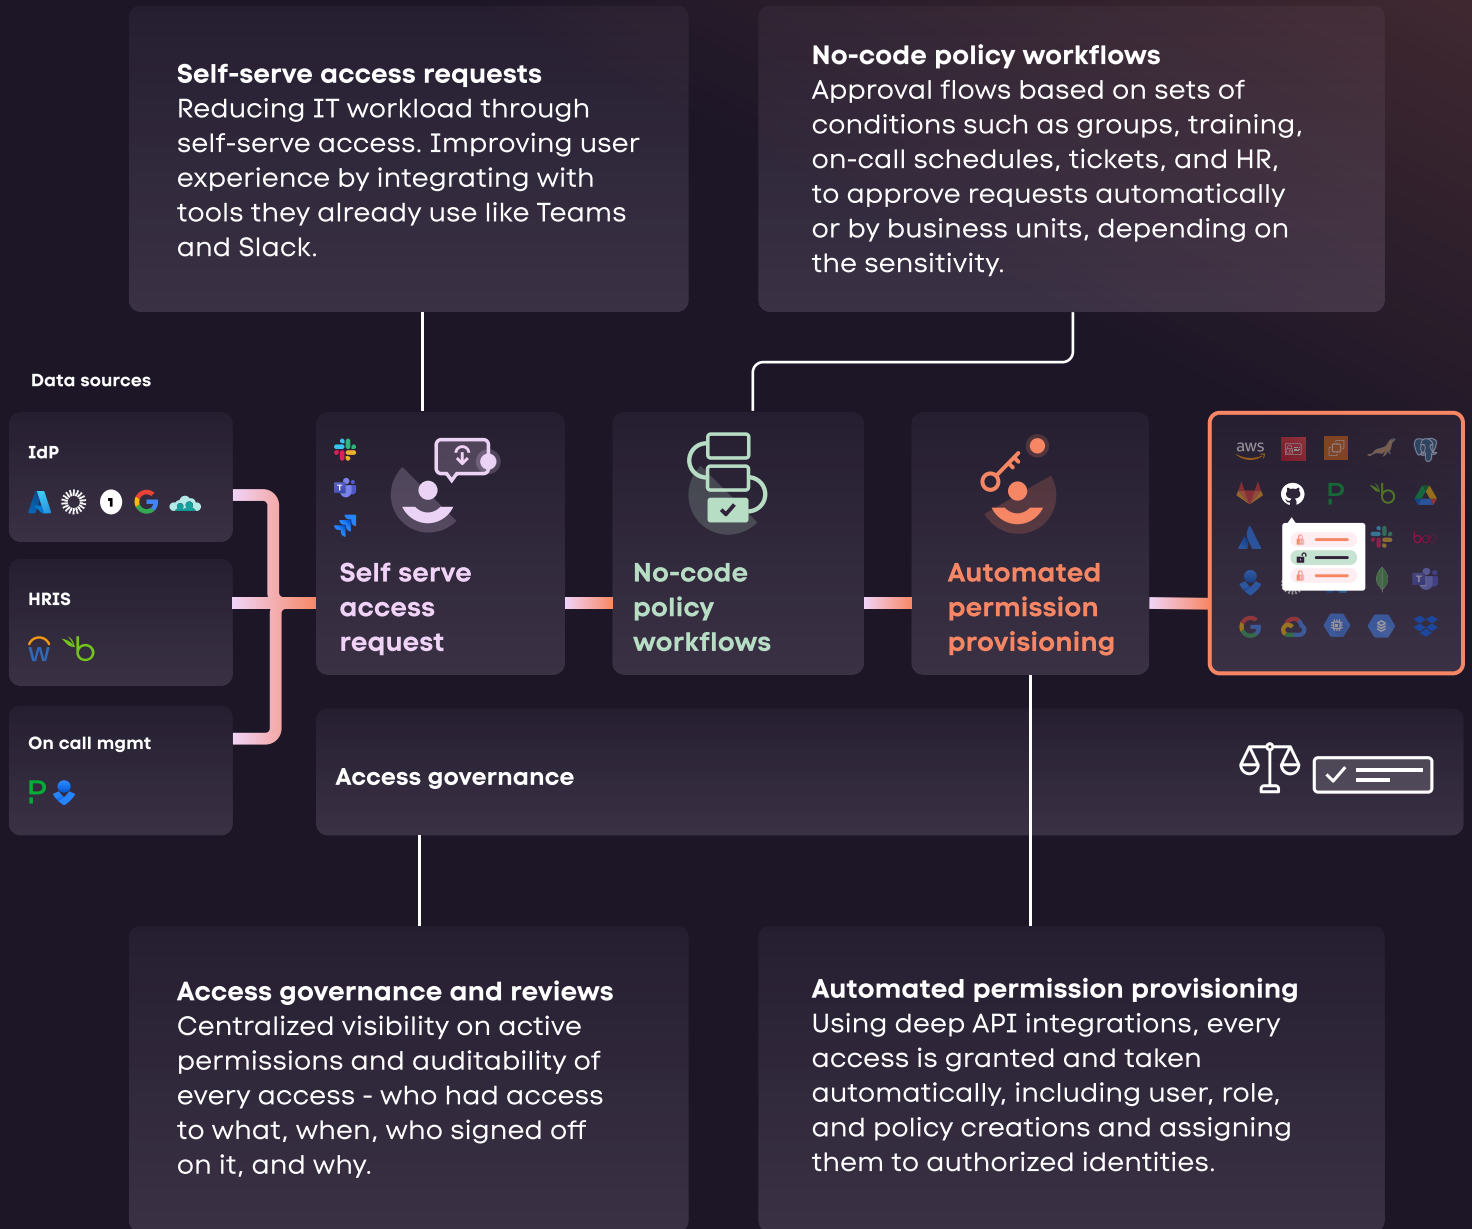 Self-serve access requests
Reducing IT workload through
self-serve access. Improving user
experience by integrating with
tools they already use like Teams
and Slack.
No-code policy workflows
Approval flows based on sets of
conditions such as groups, training,
on-call schedules, tickets, and HR,
to approve requests automatically
or by business units, depending on
the sensitivity.
Data sources
IdP
1
HRIS
On call mgmt
Self serve
access
request
No-code
policy
workflows
Automated
permission
provisioning
aws
Access governance
Access governance and reviews
Centralized visibility on active
permissions and auditability of
every access - who had access
to what, when, who signed off
on it, and why.
Automated permission provisioning
Using deep API integrations, every
access is granted and taken
automatically, including user, role,
and policy creations and assigning
them to authorized identities.